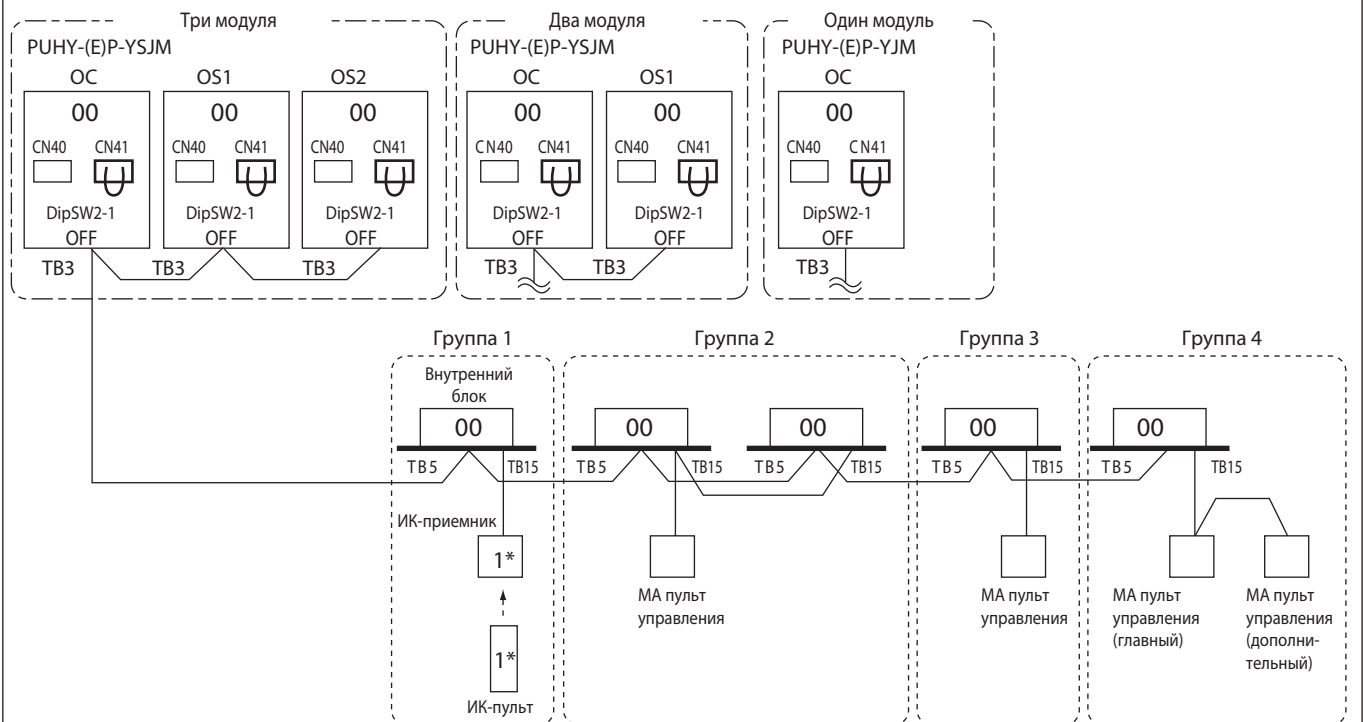 Три модуля
Два модуля
Один модуль
PUHY-(E)P-YSJM
PUHY-(E)P-YSJM
PUHY-(E)P-YJM
OC
OS1
OS2
OC
OS1
OC
00
00
00
00
00
00
CN40 CN41
CN40 CN41
CN40 CN41
CN40 CN41
CN40 CN41
CN40 CN41
DipSW2-1
DipSW2-1
DipSW2-1
DipSW2-1
DipSW2-1
DipSW2-1
OFF
OFF
OFF
OFF
OFF
OFF
TB3
TB3
TB3
TB3
TB3
TB3
Группа 1
Группа 2
Группа 3
Группа 4
Внутренний
блок
00
00
00
00
00
TB5
TB15
TB5
TB15
TB5
TB15
TB5
TB15
TB5
TB15
ИК-приемник
1*
1*
ИК-пульт
МА пульт
управления
МА пульт
управления
МА пульт
управления
(главный)
МА пульт
управления
(дополни-
тельный)